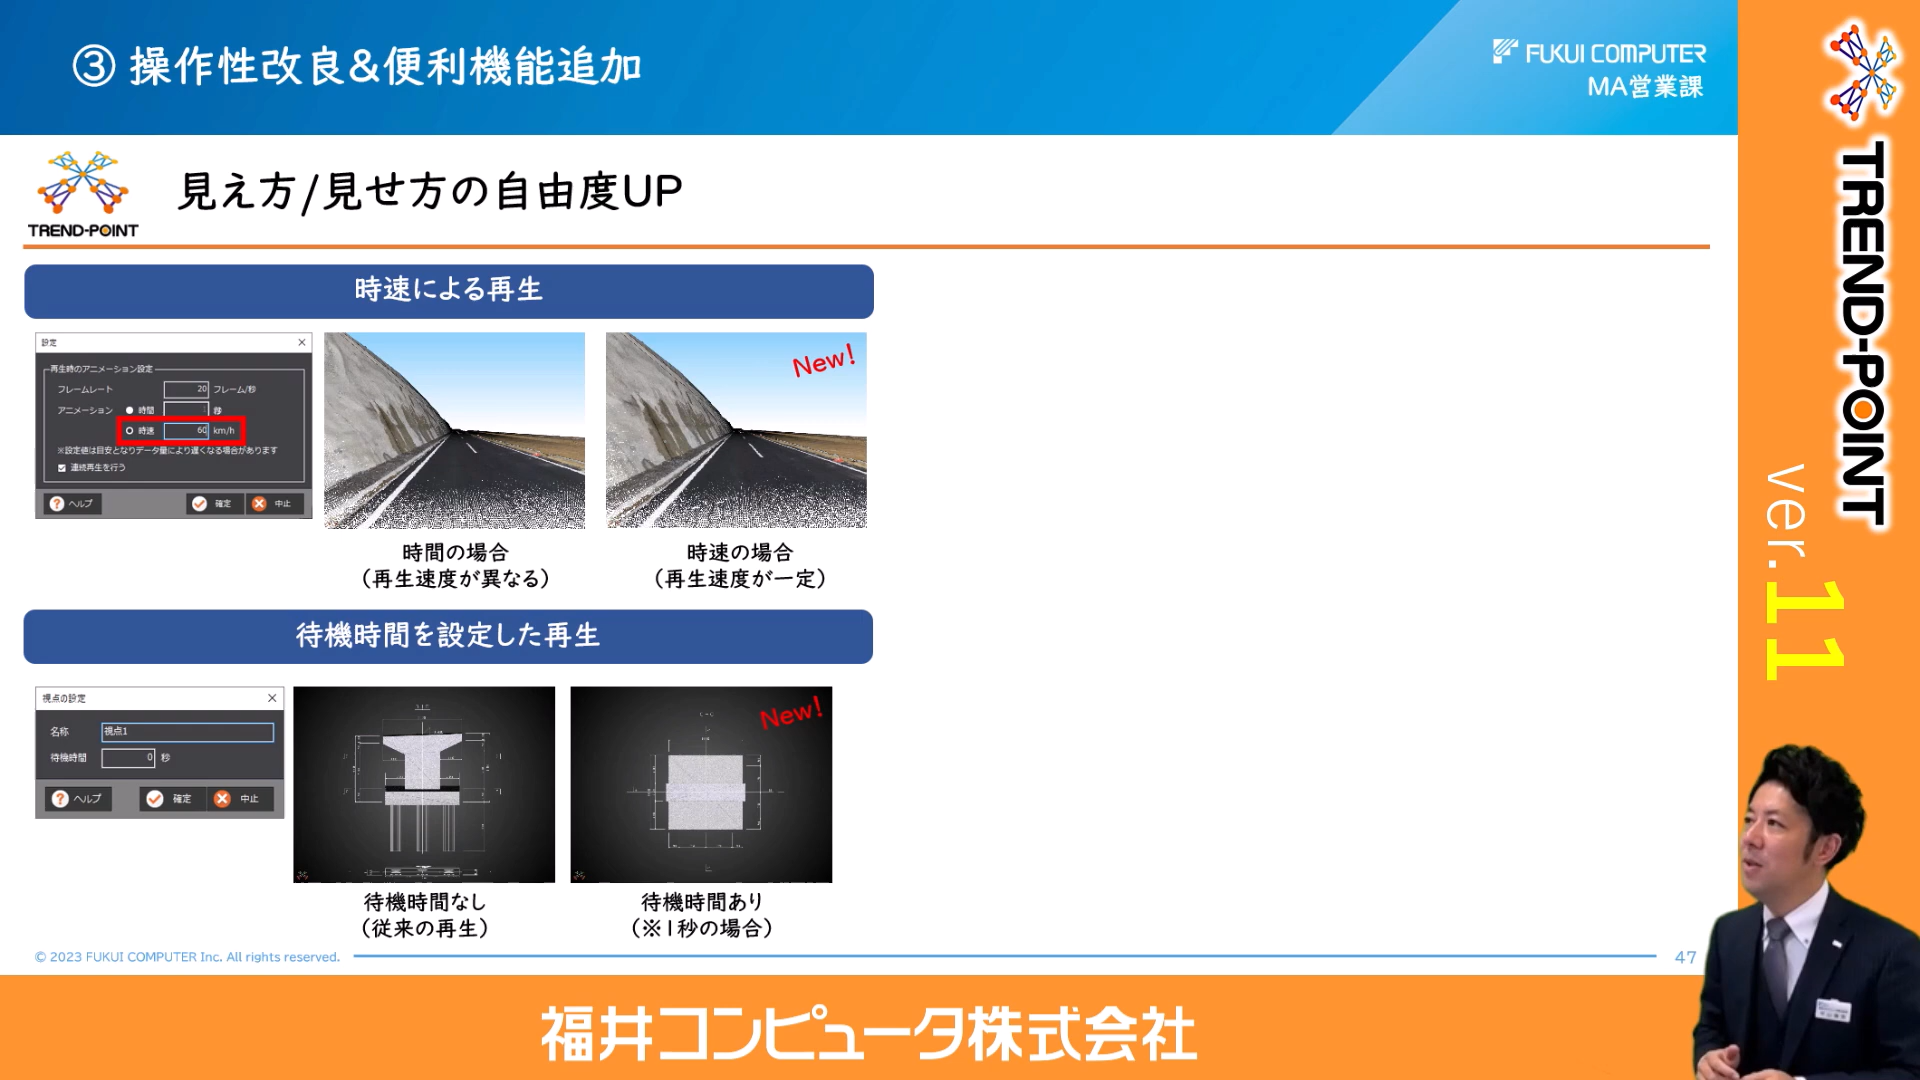 ③ 操作性改良&便利機能追加
FUKUI COMPUTER
MA営業課
TREND-POINT
見え方/見せ方の自由度UP
時速による再生
設定
再生時のアニメーション設定
フレームレート 20 フレーム/秒
アニメーション 時間 秒
時速 60 km/h
※設定値は目安となりデータ量により遅くなる場合があります
連続再生を行う
ヘルプ 確定 中止
New!
時間の場合
(再生速度が異なる)
時速の場合
(再生速度が一定)
待機時間を設定した再生
視点の設定
名称 視点1
待機時間 0 秒
ヘルプ 確定 中止
New!
待機時間なし
(従来の再生)
待機時間あり
(※1秒の場合)
© 2023 FUKUI COMPUTER Inc. All rights reserved.
47
TREND-POINT
ver.11
福井コンピュータ株式会社